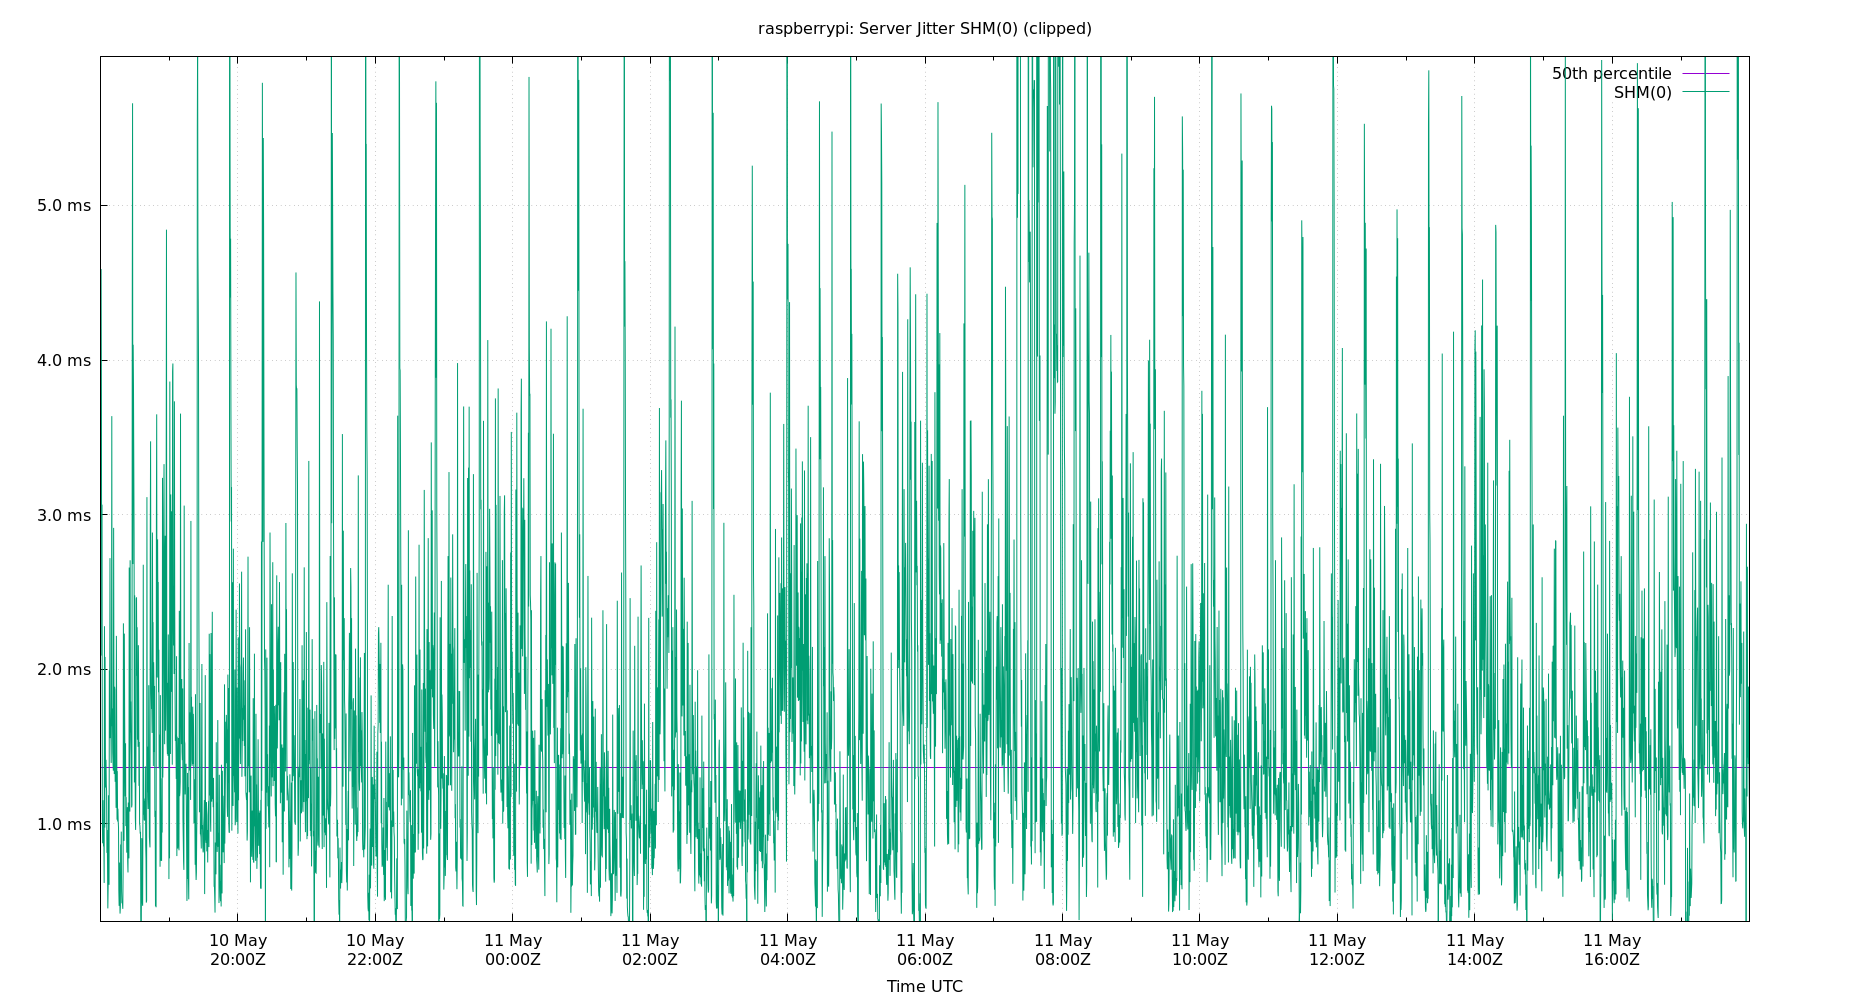 raspberrypi: Server Jitter SHM(0) (clipped)
50th percentile
SHM(0)
5.0 ms
4.0 ms
3.0 ms
2.0 ms
1.0 ms
10 May 10 May 11 May 11 May 11 May 11 May 11 May 11 May 11 May 11 May 11 May
20:00Z 22:00Z 00:00Z 02:00Z 04:00Z 06:00Z 08:00Z 10:00Z 12:00Z 14:00Z 16:00Z
Time UTC